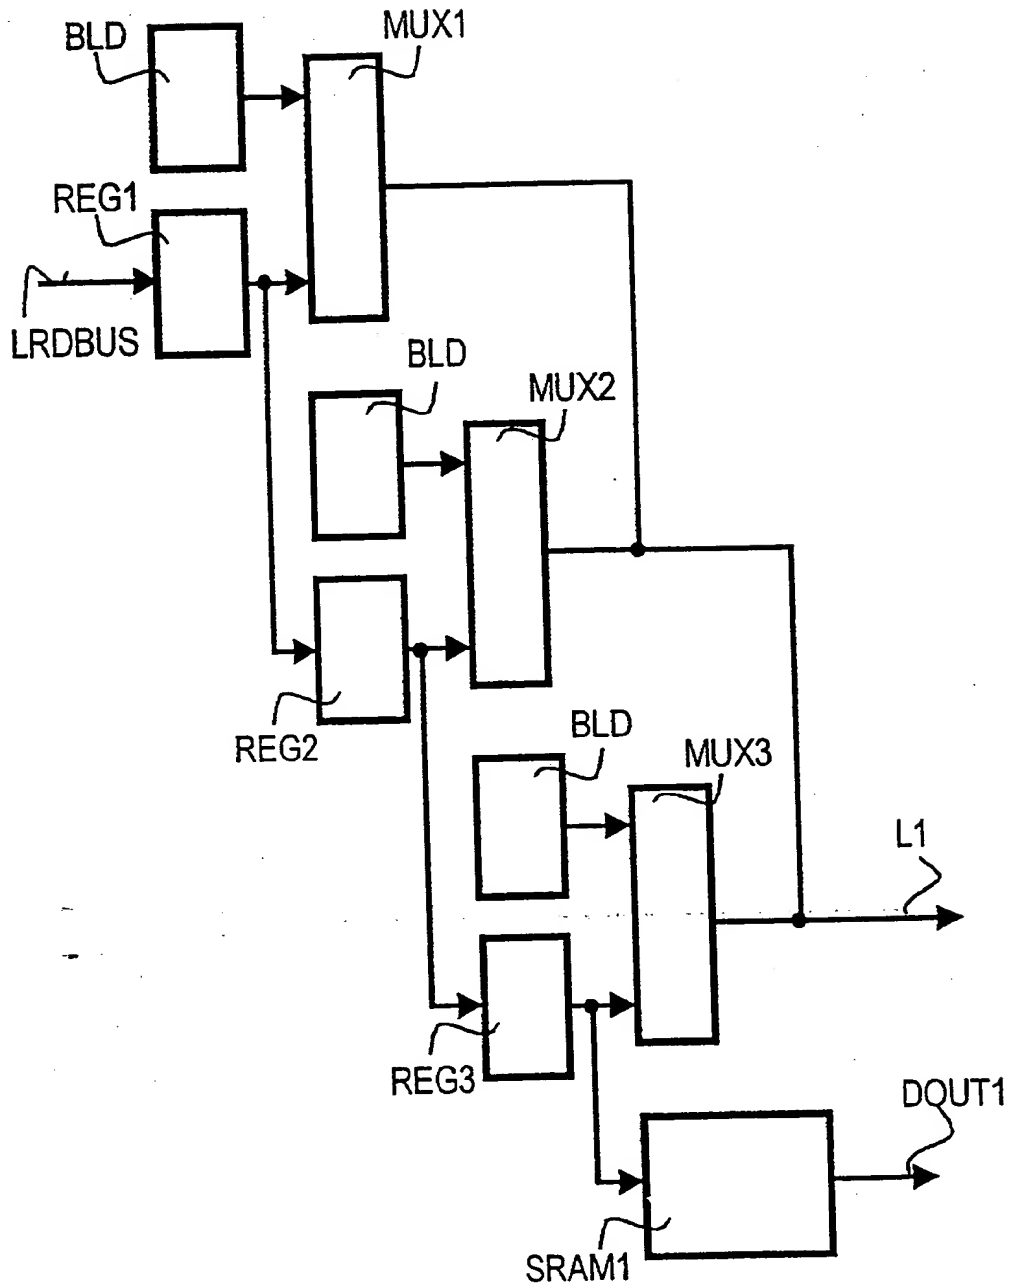 BLD
MUX1
REG1
LRDBUS
BLD
MUX2
REG2
BLD
MUX3
L1
REG3
DOUT1
SRAM1